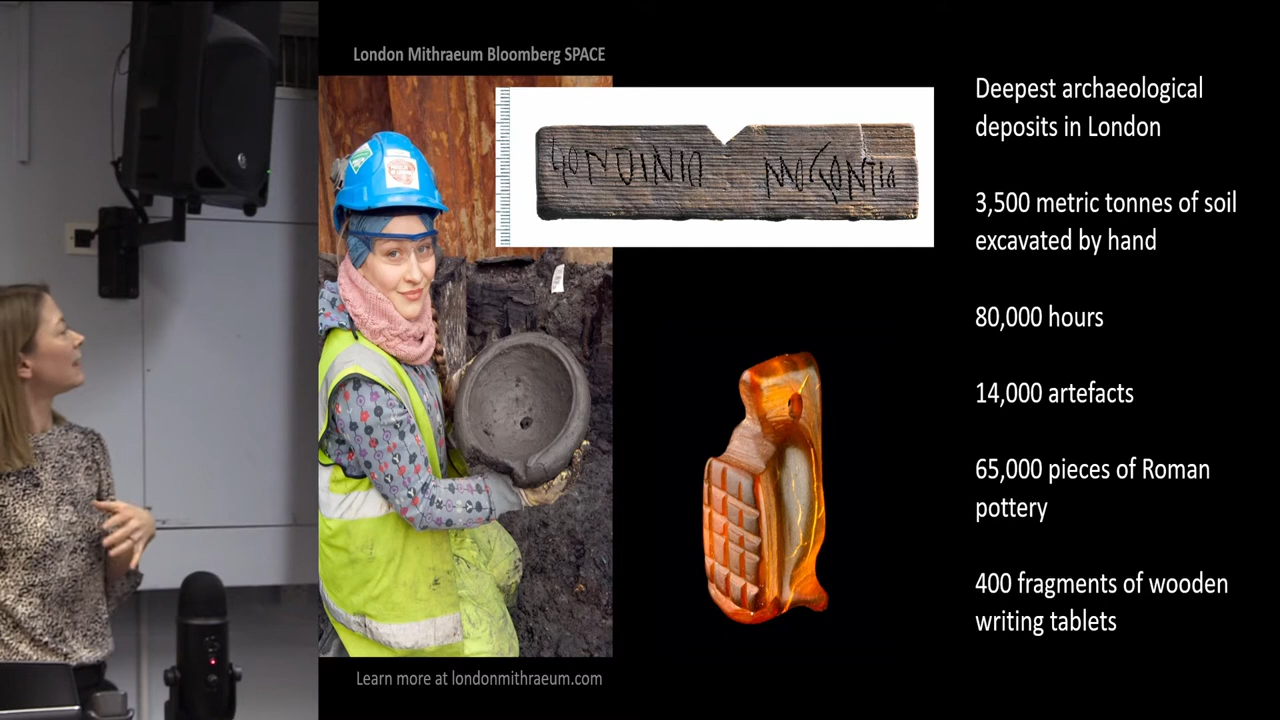 London Mithraeum Bloomberg SPACE
LONDINIO MOGONTIO
Learn more at londonmithraeum.com
Deepest archaeological
deposits in London
3,500 metric tonnes of soil
excavated by hand
80,000 hours
14,000 artefacts
65,000 pieces of Roman
pottery
400 fragments of wooden
writing tablets